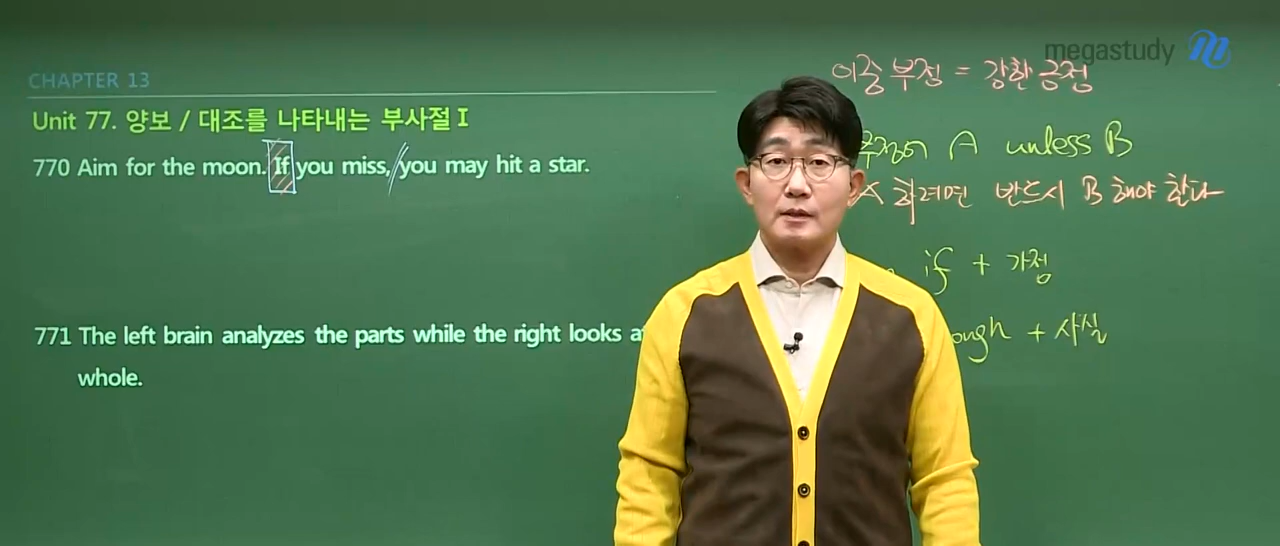 megastudy
CHAPTER 13
Unit 77. 양보 / 대조를 나타내는 부사절 I
770 Aim for the moon. If you miss, you may hit a star.
771 The left brain analyzes the parts while the right looks
whole.
이중부정 = 강한 긍정
A unless B
A 하려면 반드시 B 해야 한다
if + 가정
+ 사실